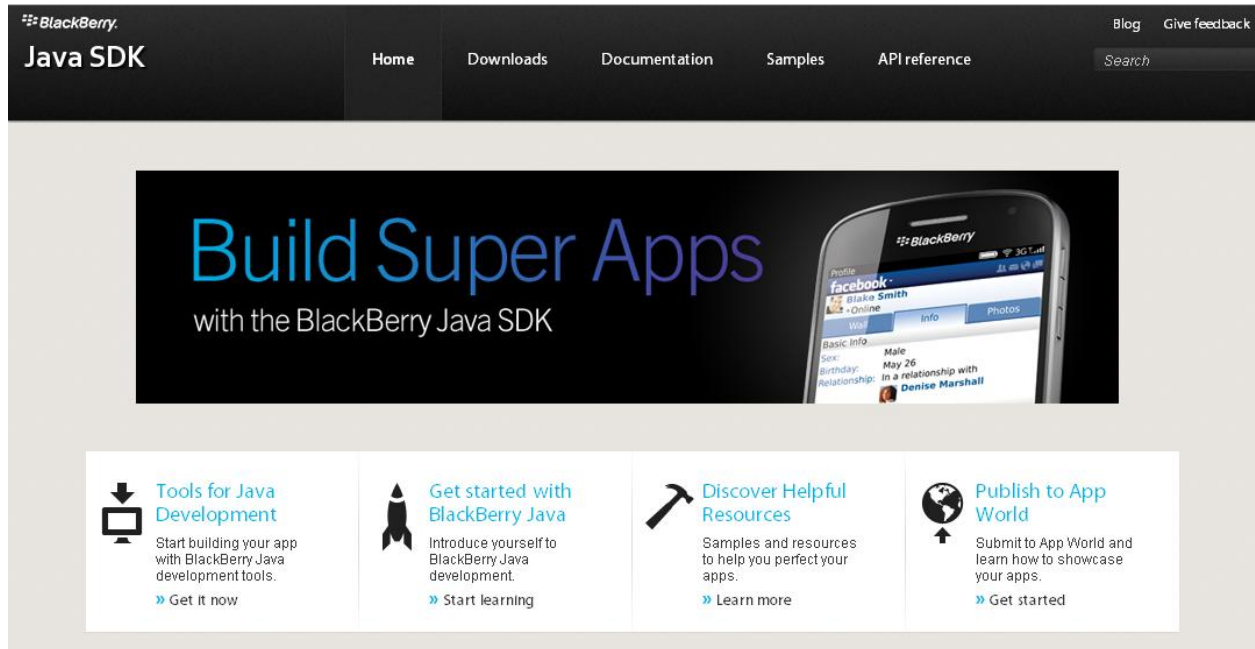 BlackBerry.
Java SDK
Blog Give feedback
Home Downloads Documentation Samples API reference
Search
Build Super Apps
with the BlackBerry Java SDK
BlackBerry
3G
Profile
facebook
Blake Smith
Online
Wall Info Photos
Basic Info
Sex: Male
Birthday: May 26
Relationship: In a relationship with
Denise Marshall
Tools for Java
Development
Start building your app
with BlackBerry Java
development tools.
» Get it now
Get started with
BlackBerry Java
Introduce yourself to
BlackBerry Java
development.
» Start learning
Discover Helpful
Resources
Samples and resources
to help you perfect your
apps.
» Learn more
Publish to App
World
Submit to App World and
learn how to showcase
your apps.
» Get started